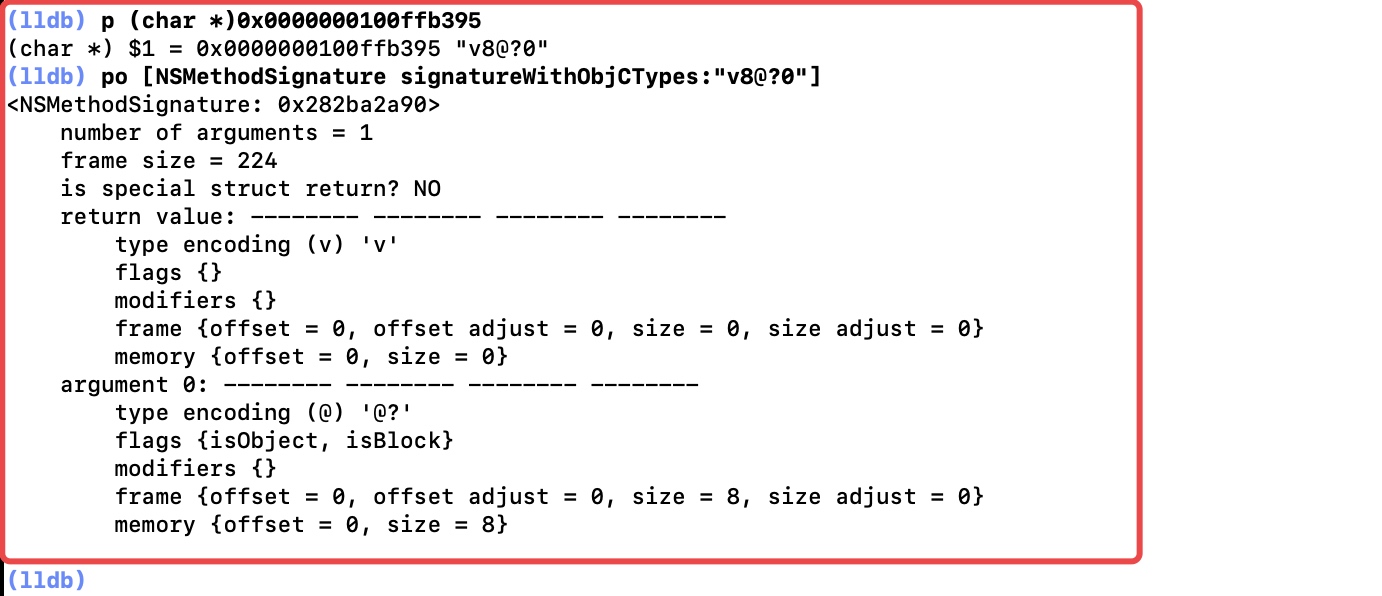 (lldb) p (char *)0x0000000100ffb395
(char *) $1 = 0x0000000100ffb395 "v8@?0"
(lldb) po [NSMethodSignature signatureWithObjCTypes:"v8@?0"]
<NSMethodSignature: 0x282ba2a90>
    number of arguments = 1
    frame size = 224
    is special struct return? NO
    return value: -------- -------- -------- --------
        type encoding (v) 'v'
        flags {}
        modifiers {}
        frame {offset = 0, offset adjust = 0, size = 0, size adjust = 0}
        memory {offset = 0, size = 0}
    argument 0: -------- -------- -------- --------
        type encoding (@) '@?'
        flags {isObject, isBlock}
        modifiers {}
        frame {offset = 0, offset adjust = 0, size = 8, size adjust = 0}
        memory {offset = 0, size = 8}
(lldb)